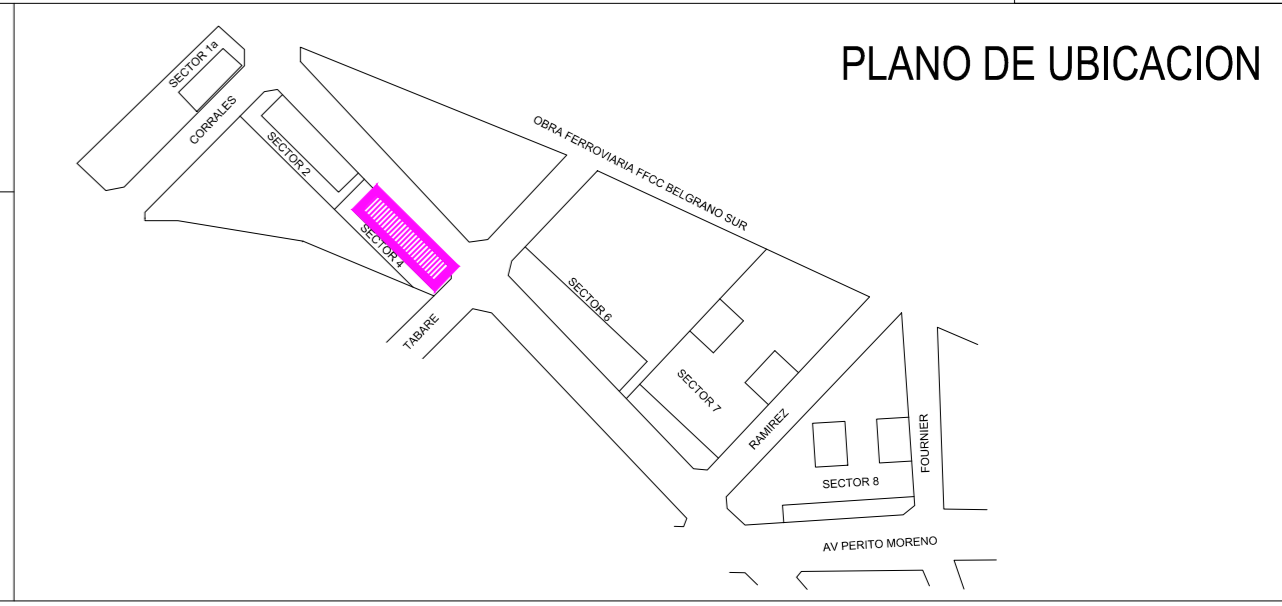 PLANO DE UBICACION
SECTOR 1a
CORRALES
SECTOR 2
OBRA FERROVIARIA FFCC BELGRANO SUR
SECTOR 4
TABARE
SECTOR 6
SECTOR 7
RAMIREZ
FOURNIER
SECTOR 8
AV PERITO MORENO